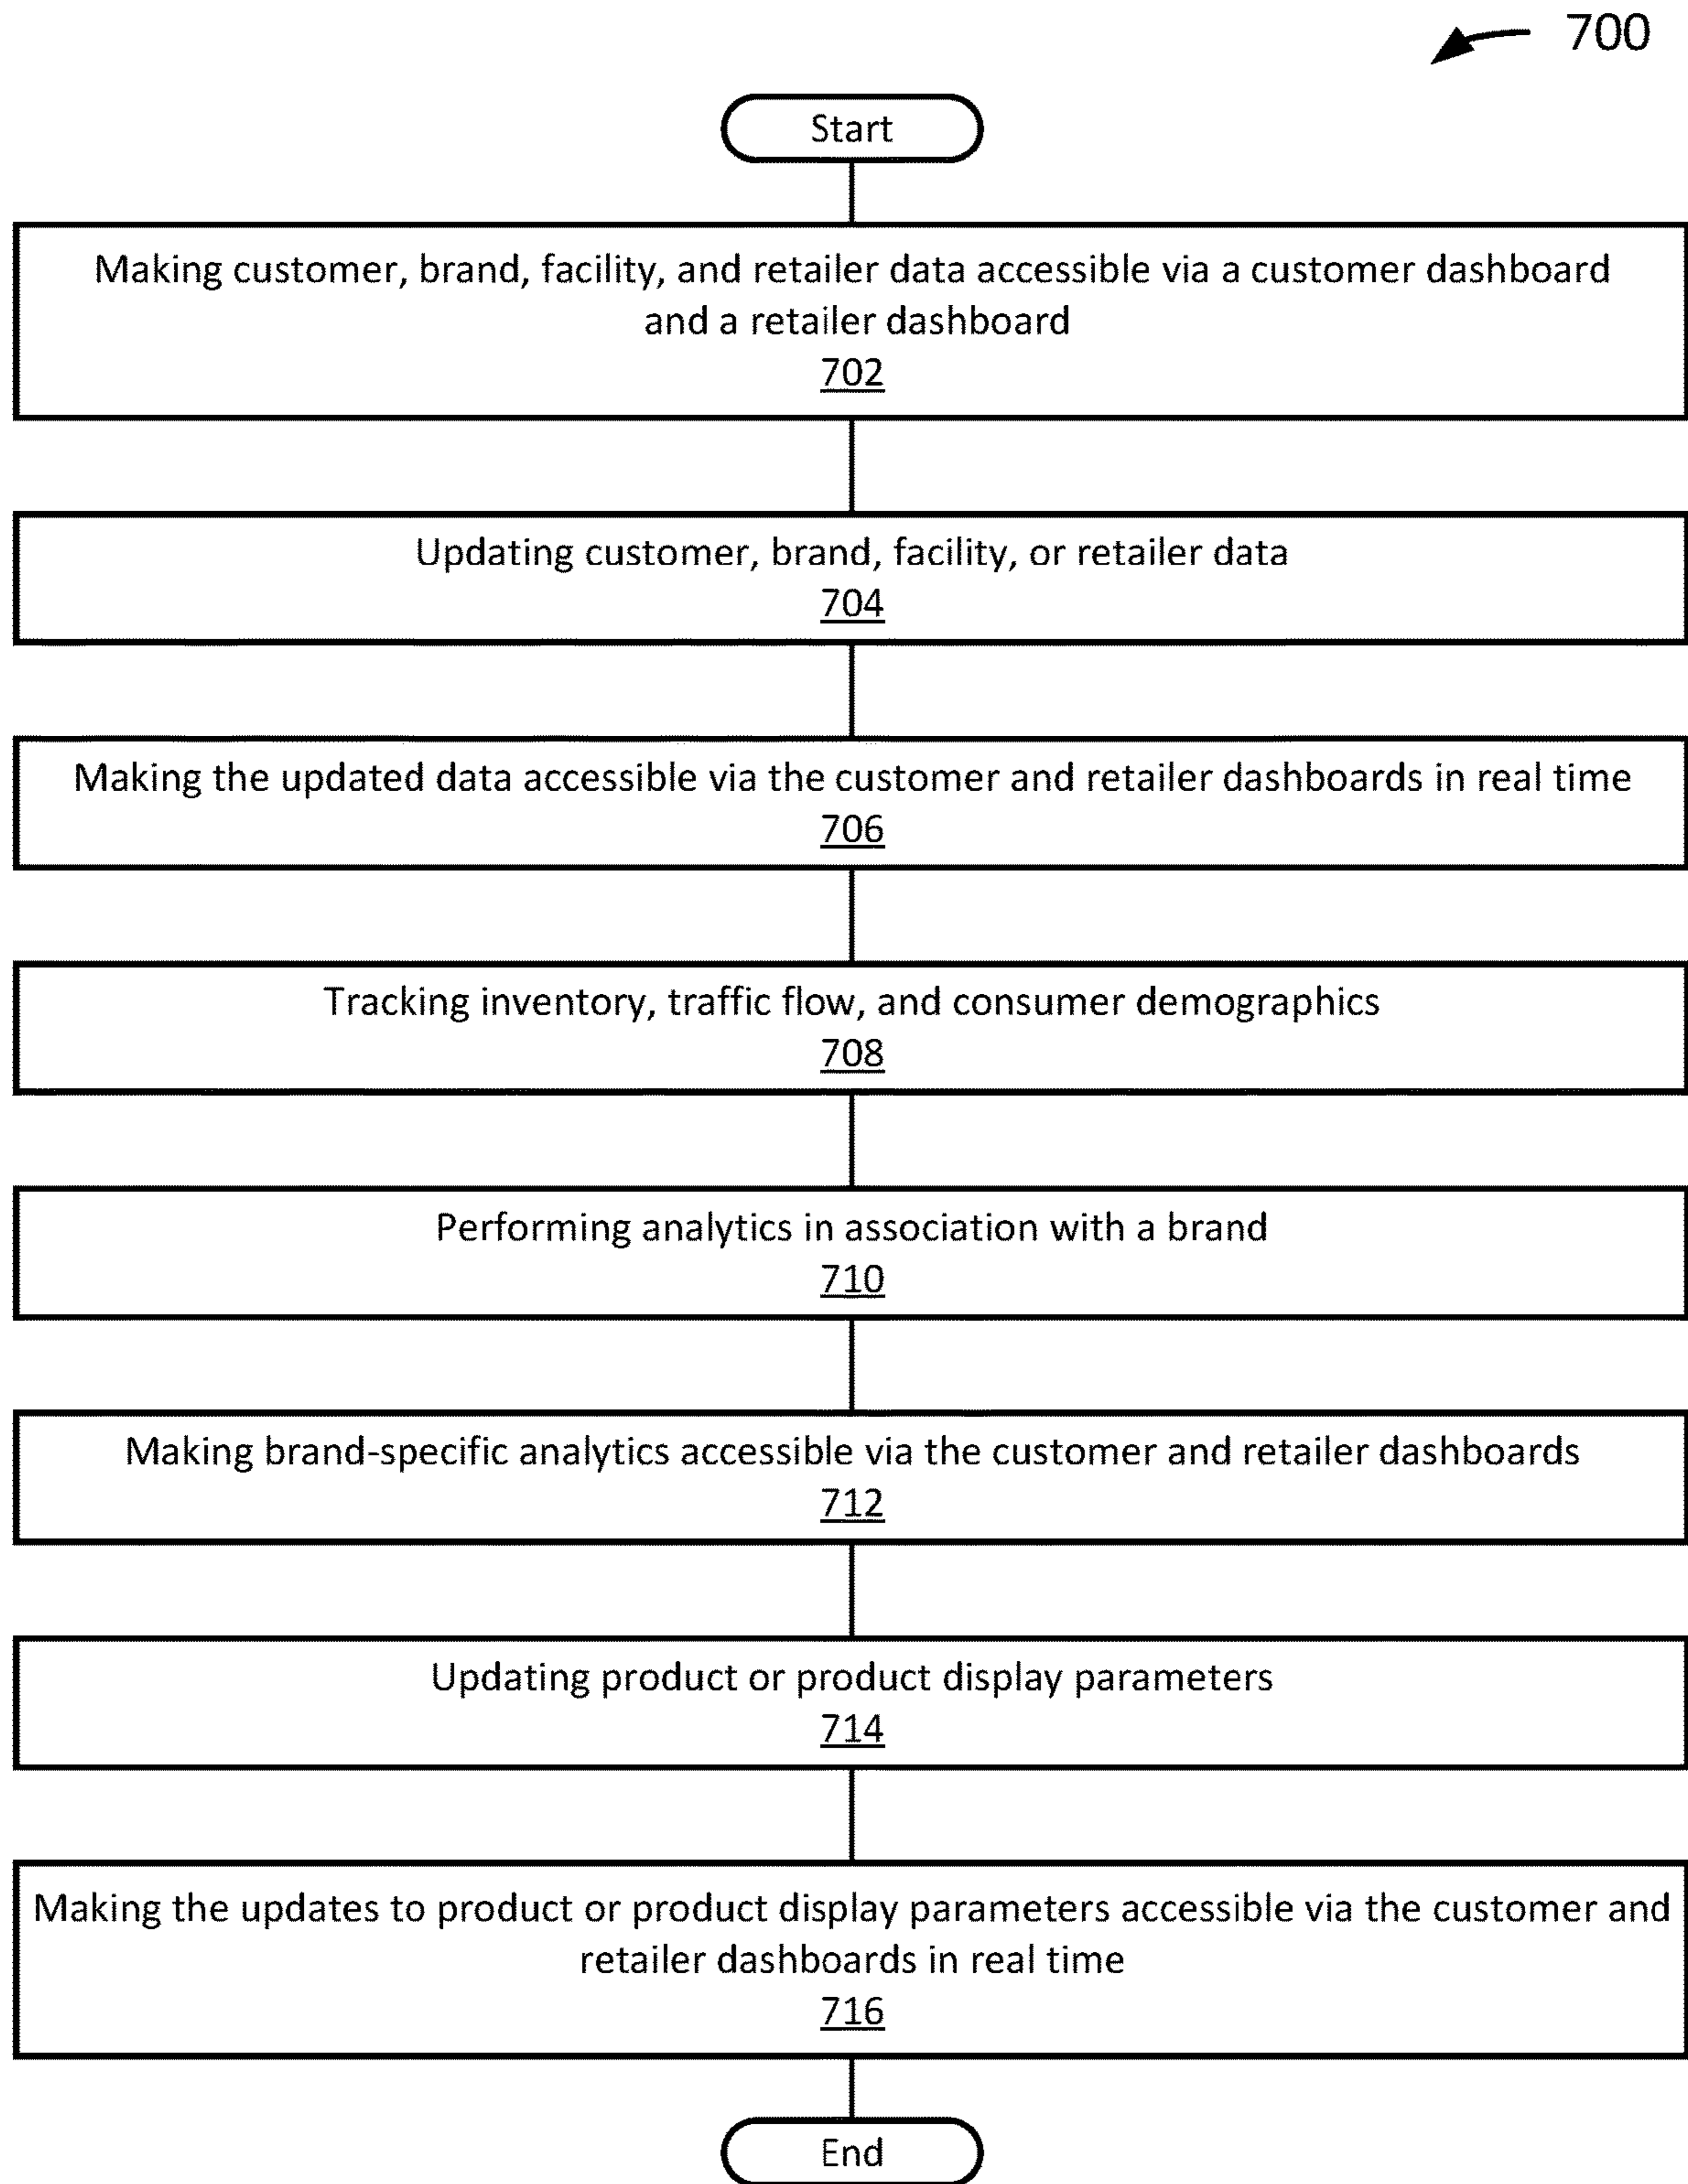 700
Start
Making customer, brand, facility, and retailer data accessible via a customer dashboard
and a retailer dashboard
702
Updating customer, brand, facility, or retailer data
704
Making the updated data accessible via the customer and retailer dashboards in real time
706
Tracking inventory, traffic flow, and consumer demographics
708
Performing analytics in association with a brand
710
Making brand-specific analytics accessible via the customer and retailer dashboards
712
Updating product or product display parameters
714
Making the updates to product or product display parameters accessible via the customer and
retailer dashboards in real time
716
End